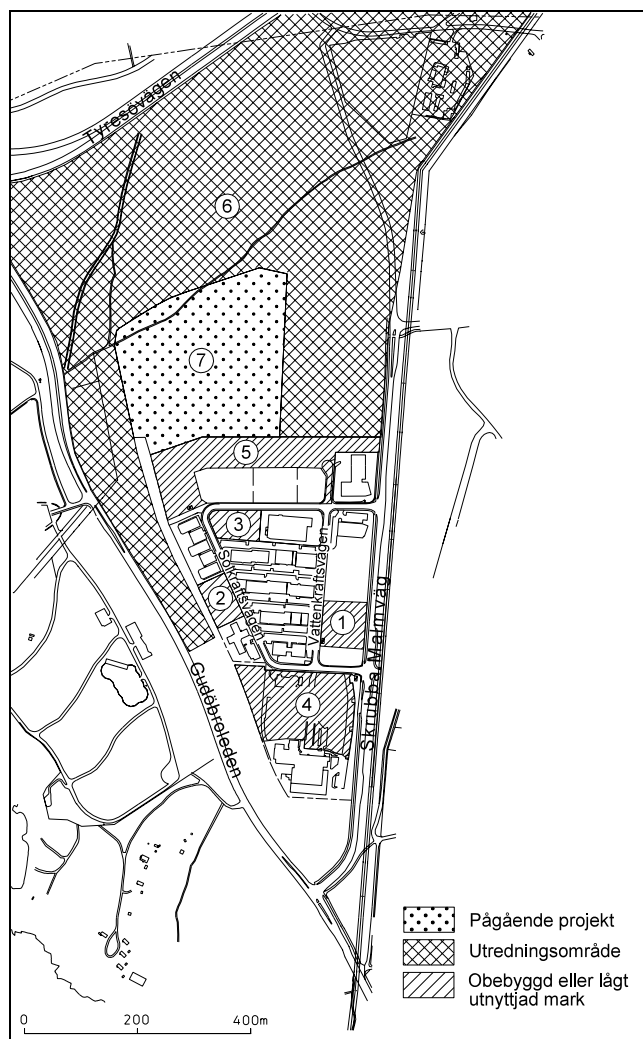 Tyresövägen
6
7
5
3
Solkraftsvägen
Vattenkraftsvägen
2
1
Skrubba Malmväg
4
Gudöbroleden
Pågående projekt
Utredningsområde
Obebyggd eller lågt
utnyttjad mark
0 200 400m